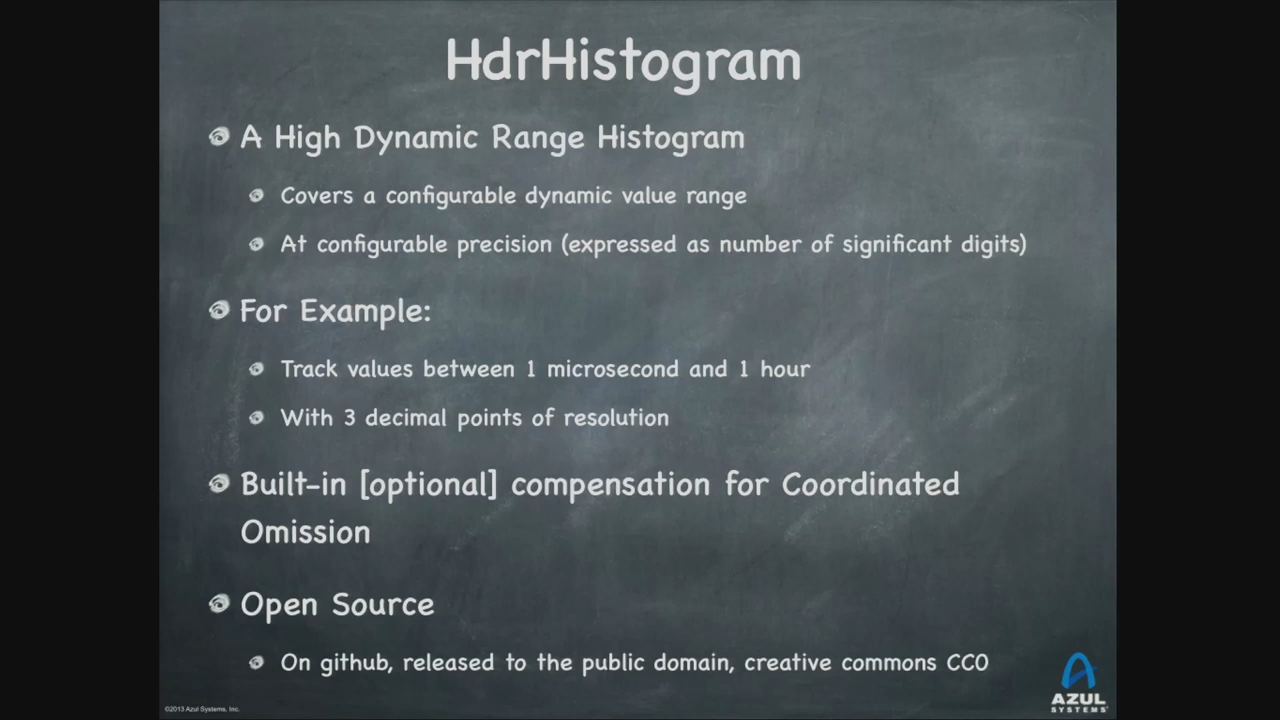 HdrHistogram
A High Dynamic Range Histogram
Covers a configurable dynamic value range
At configurable precision (expressed as number of significant digits)
For Example:
Track values between 1 microsecond and 1 hour
With 3 decimal points of resolution
Built-in [optional] compensation for Coordinated
Omission
Open Source
On github, released to the public domain, creative commons CC0
©2013 Azul Systems, Inc.
AZUL
SYSTEMS